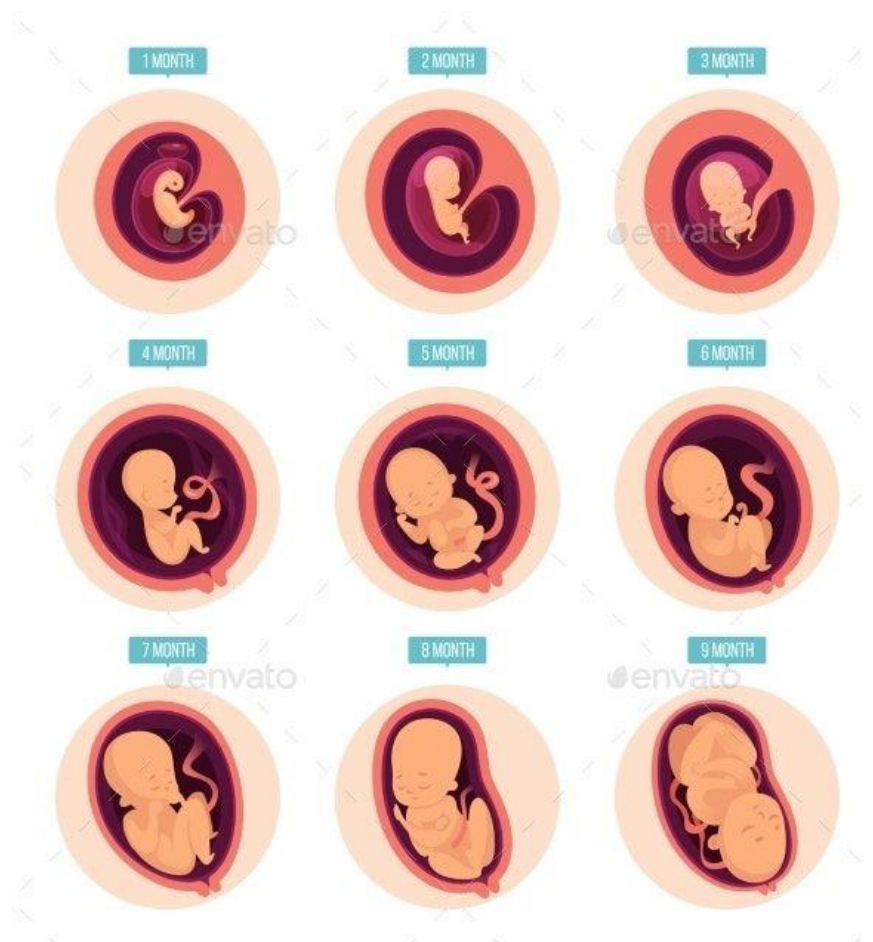 1 MONTH
2 MONTH
3 MONTH
envato
envato
4 MONTH
5 MONTH
6 MONTH
7 MONTH
8 MONTH
9 MONTH
envato
envato